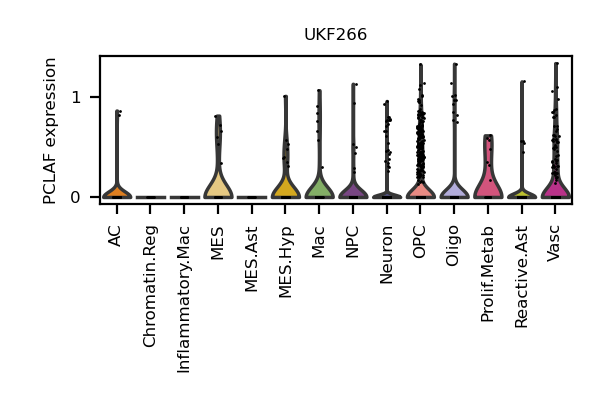 UKF266
PCLAF expression
1
0
AC
Chromatin.Reg
Inflammatory.Mac
MES
MES.Ast
MES.Hyp
Mac
NPC
Neuron
OPC
Oligo
Prolif.Metab
Reactive.Ast
Vasc